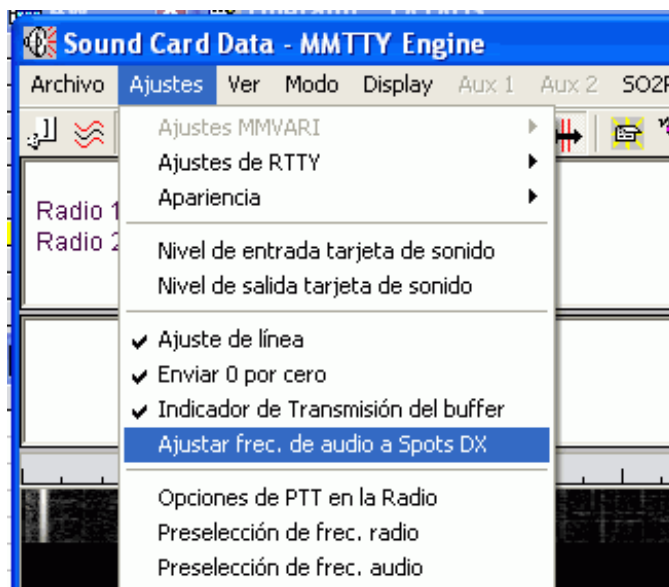 Sound Card Data - MMTTY Engine
Archivo Ajustes Ver Modo Display Aux 1 Aux 2 SO2R
Ajustes MMVARI
Ajustes de RTTY
Apariencia
Radio 1
Radio 2
Nivel de entrada tarjeta de sonido
Nivel de salida tarjeta de sonido
Ajuste de línea
Enviar 0 por cero
Indicador de Transmisión del buffer
Ajustar frec. de audio a Spots DX
Opciones de PTT en la Radio
Preselección de frec. radio
Preselección de frec. audio